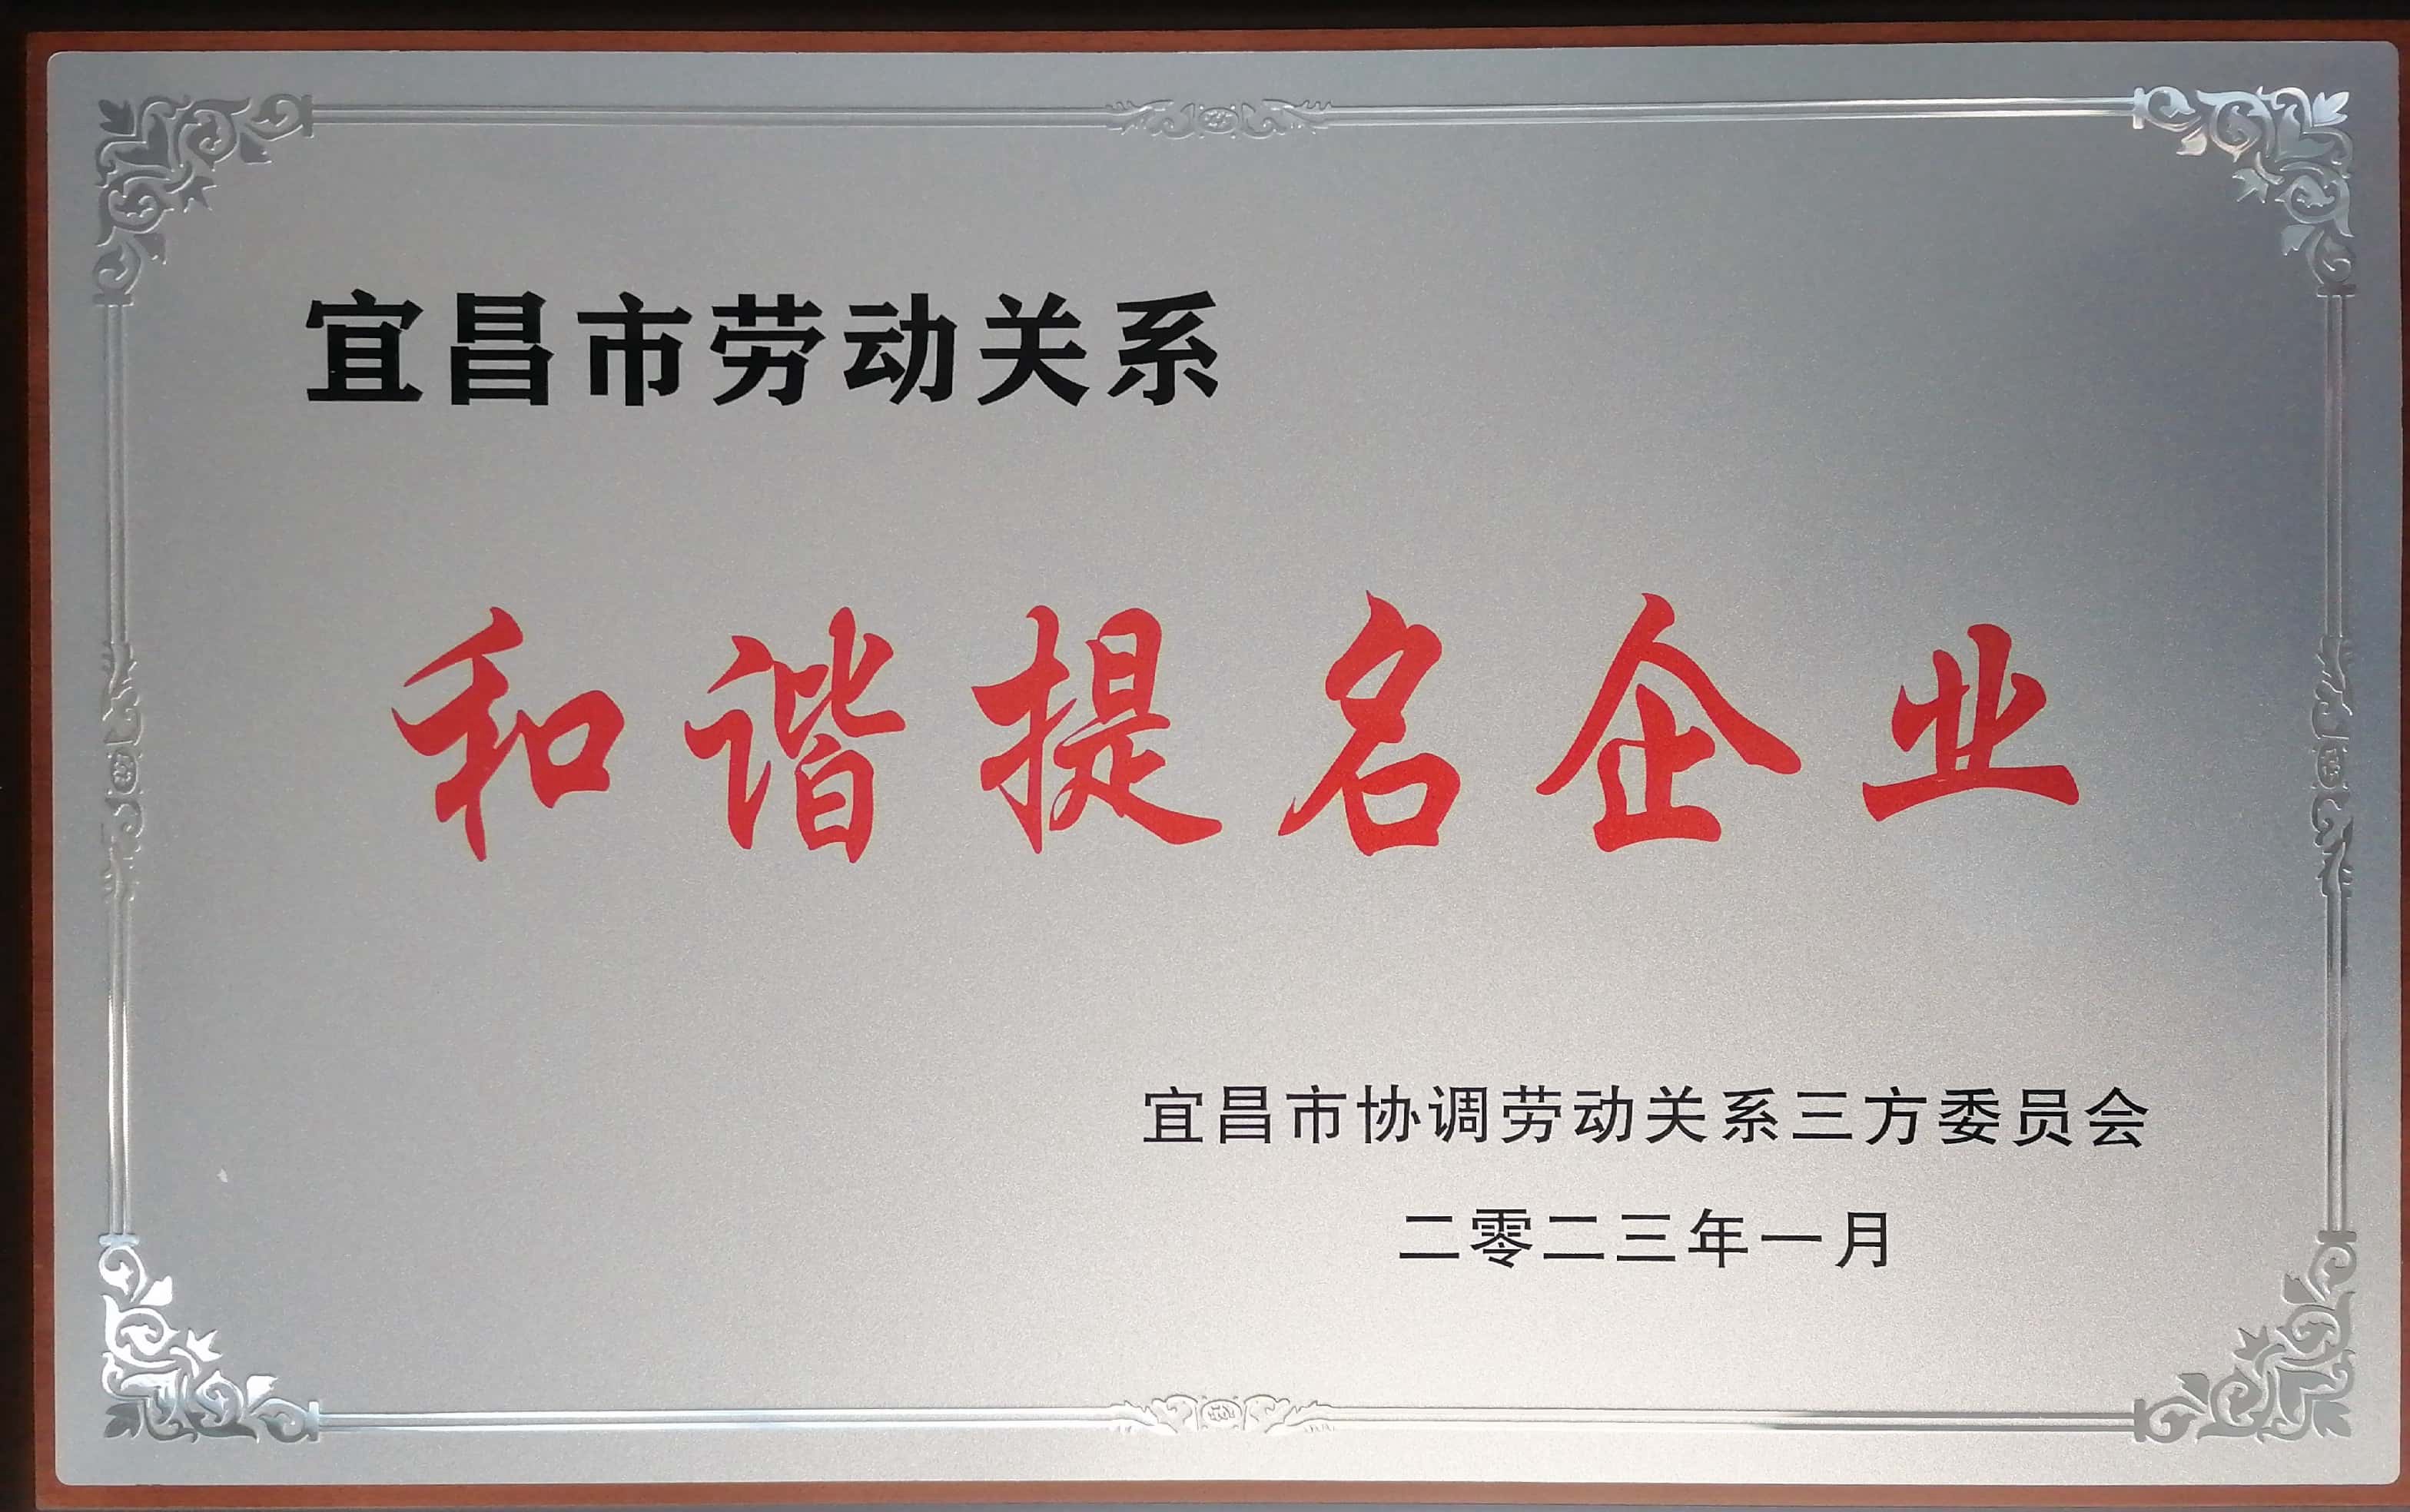 宜昌市劳动关系
和谐提名企业
宜昌市协调劳动关系三方委员会
二零二三年一月